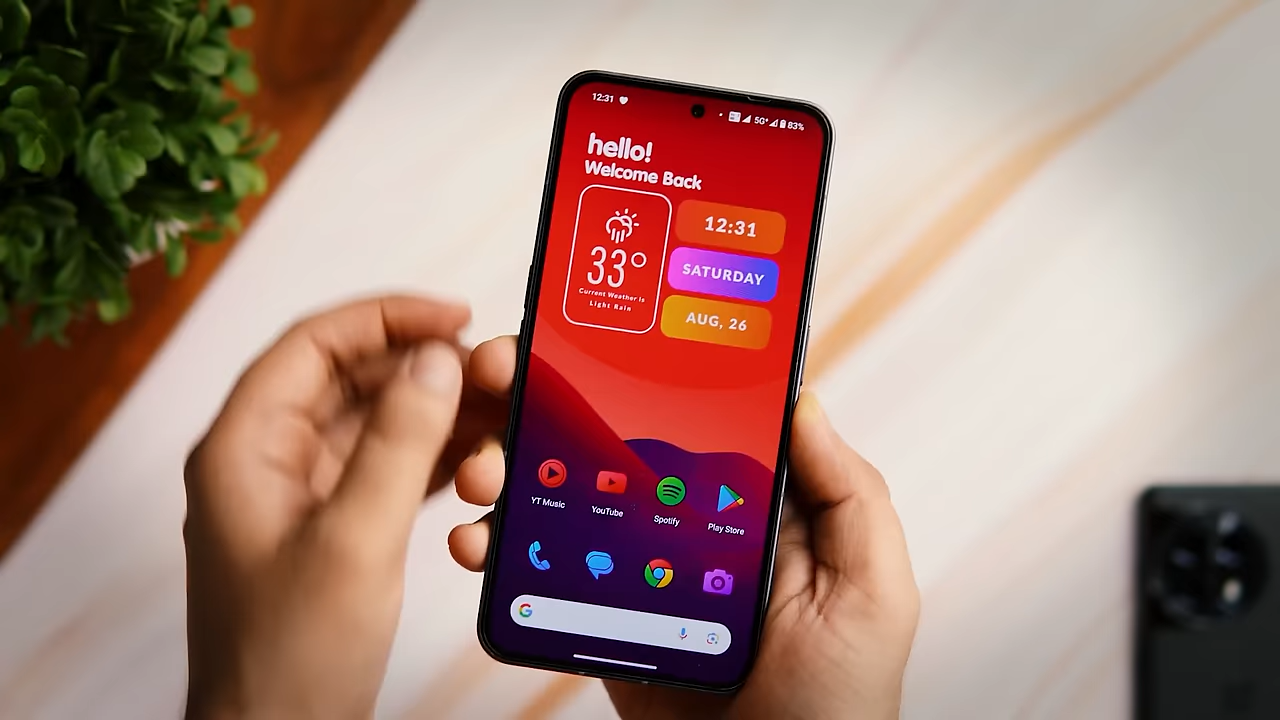 12:31
5G+ 83%
hello!
Welcome Back
33°
Current Weather is
Light Rain
12:31
SATURDAY
AUG, 26
YT Music
YouTube
Spotify
Play Store
G